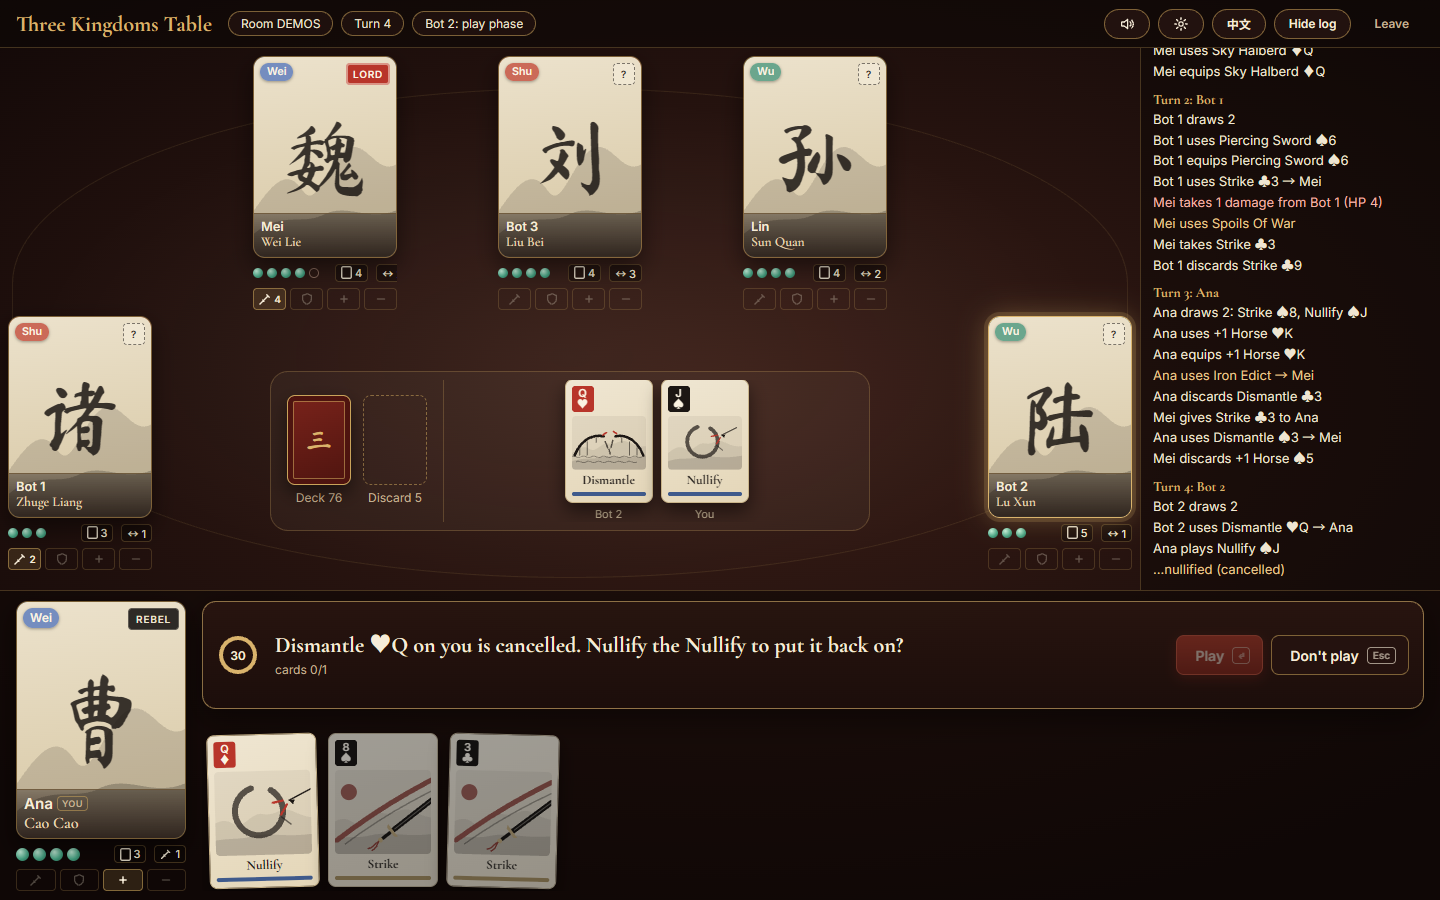 Three Kingdoms Table
Room DEMOS
Turn 4
Bot 2: play phase
中文
Hide log
Leave
Wei
LORD
魏
Mei
Wei Lie
4
4
Shu
?
刘
Bot 3
Liu Bei
4
3
Wu
?
孙
Lin
Sun Quan
4
2
Shu
?
诸
Bot 1
Zhuge Liang
3
1
2
Wu
?
陆
Bot 2
Lu Xun
5
1
三
Deck 76
Discard 5
Q
Dismantle
Bot 2
J
Nullify
You
Mei uses Sky Halberd ♦Q
Mei equips Sky Halberd ♦Q
Turn 2: Bot 1
Bot 1 draws 2
Bot 1 uses Piercing Sword ♠6
Bot 1 equips Piercing Sword ♠6
Bot 1 uses Strike ♣3 → Mei
Mei takes 1 damage from Bot 1 (HP 4)
Mei uses Spoils Of War
Mei takes Strike ♣3
Bot 1 discards Strike ♣9
Turn 3: Ana
Ana draws 2: Strike ♠8, Nullify ♠J
Ana uses +1 Horse ♥K
Ana equips +1 Horse ♥K
Ana uses Iron Edict → Mei
Ana discards Dismantle ♣3
Mei gives Strike ♣3 to Ana
Ana uses Dismantle ♠3 → Mei
Mei discards +1 Horse ♠5
Turn 4: Bot 2
Bot 2 draws 2
Bot 2 uses Dismantle ♥Q → Ana
Ana plays Nullify ♠J
...nullified (cancelled)
Wei
REBEL
曹
Ana YOU
Cao Cao
3
1
30
Dismantle ♥Q on you is cancelled. Nullify the Nullify to put it back on?
cards 0/1
Play
Don't play Esc
Q
Nullify
8
Strike
3
Strike